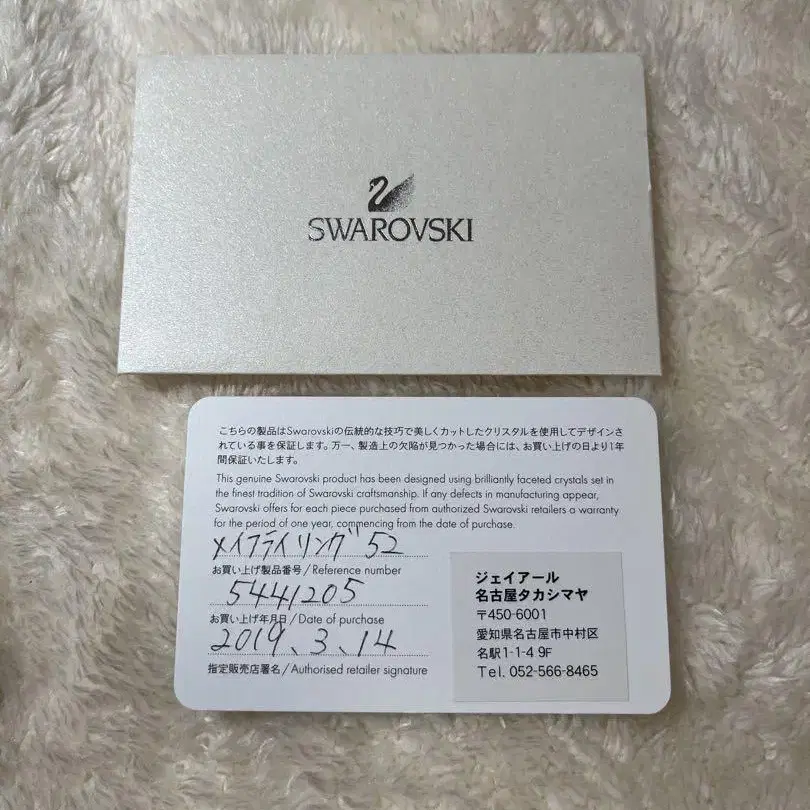 SWAROVSKI
こちらの製品はSwarovskiの伝統的な技巧で美しくカットしたクリスタルを使用してデザインさ
れている事を保証します。万一、製造上の欠陥が見つかった場合には、お買い上げの日より1年
間保証いたします。
This genuine Swarovski product has been designed using brilliantly faceted crystals set in
the finest tradition of Swarovski craftsmanship. If any defects in manufacturing appear,
Swarovski offers for each piece purchased from authorized Swarovski retailers a warranty
for the period of one year, commencing from the date of purchase.
メイフライリング 52
お買い上げ製品番号/Reference number
5441205
お買い上げ年月日/Date of purchase
2019.3.14
指定販売店署名/Authorised retailer signature
ジェイアール
名古屋タカシマヤ
〒450-6001
愛知県名古屋市中村区
名駅1-1-4 9F
Tel. 052-566-8465